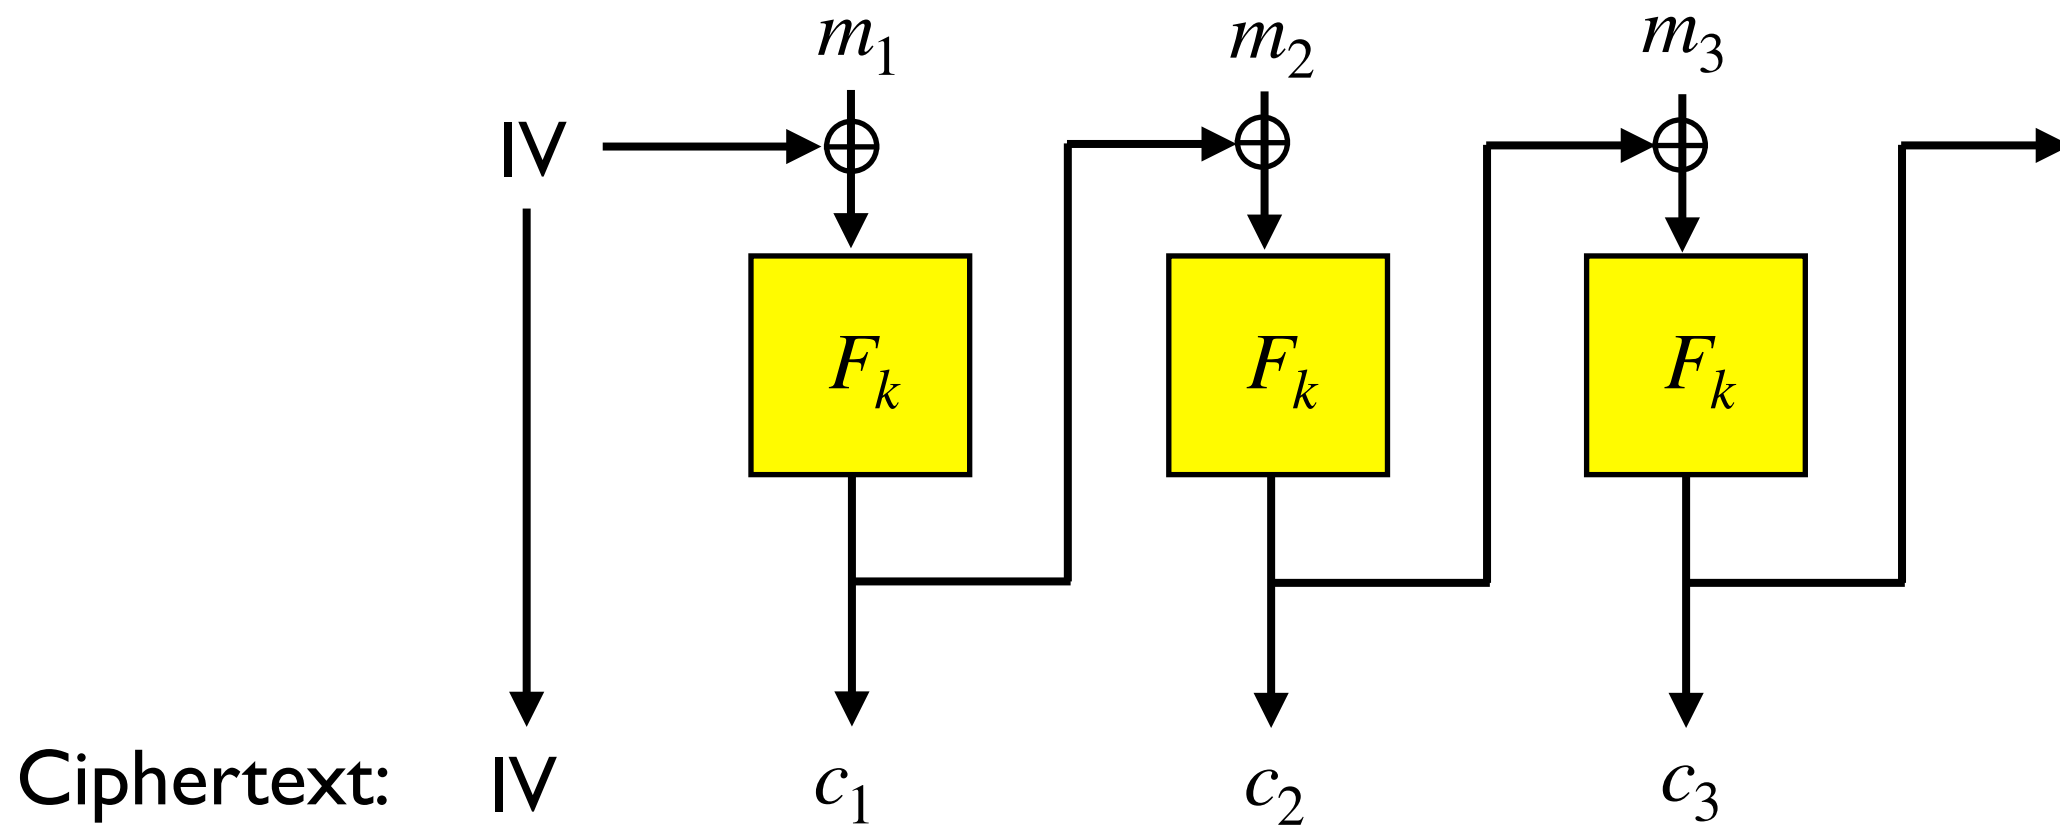 m₁ m₂ m₃
IV
Fₖ Fₖ Fₖ
Ciphertext: IV c₁ c₂ c₃